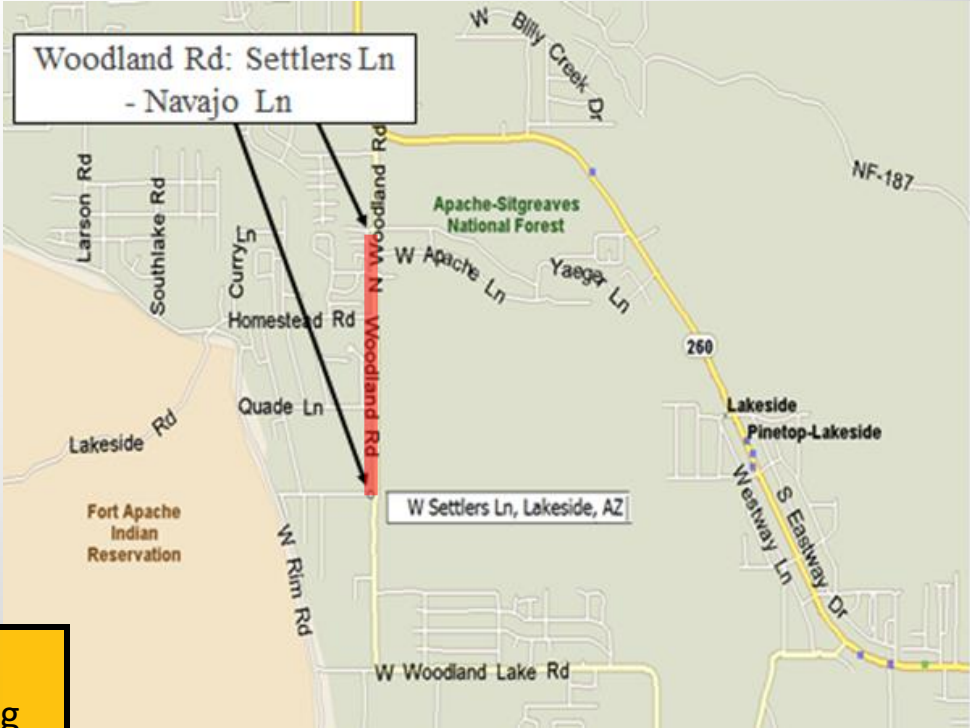 W Billy Creek Dr
Woodland Rd: Settlers Ln
- Navajo Ln
NF-187
Larson Rd
Southlake Rd
Curry Ln
N Woodland Rd
Apache-Sitgreaves
National Forest
W Apache Ln
Yaeger Ln
W Woodland Rd
Homestead Rd
260
Quade Ln
Lakeside
Pinetop-Lakeside
Lakeside Rd
W Settlers Ln, Lakeside, AZ
Fort Apache
Indian
Reservation
W Rim Rd
Westway Ln
S Eastway Dr
W Woodland Lake Rd
g